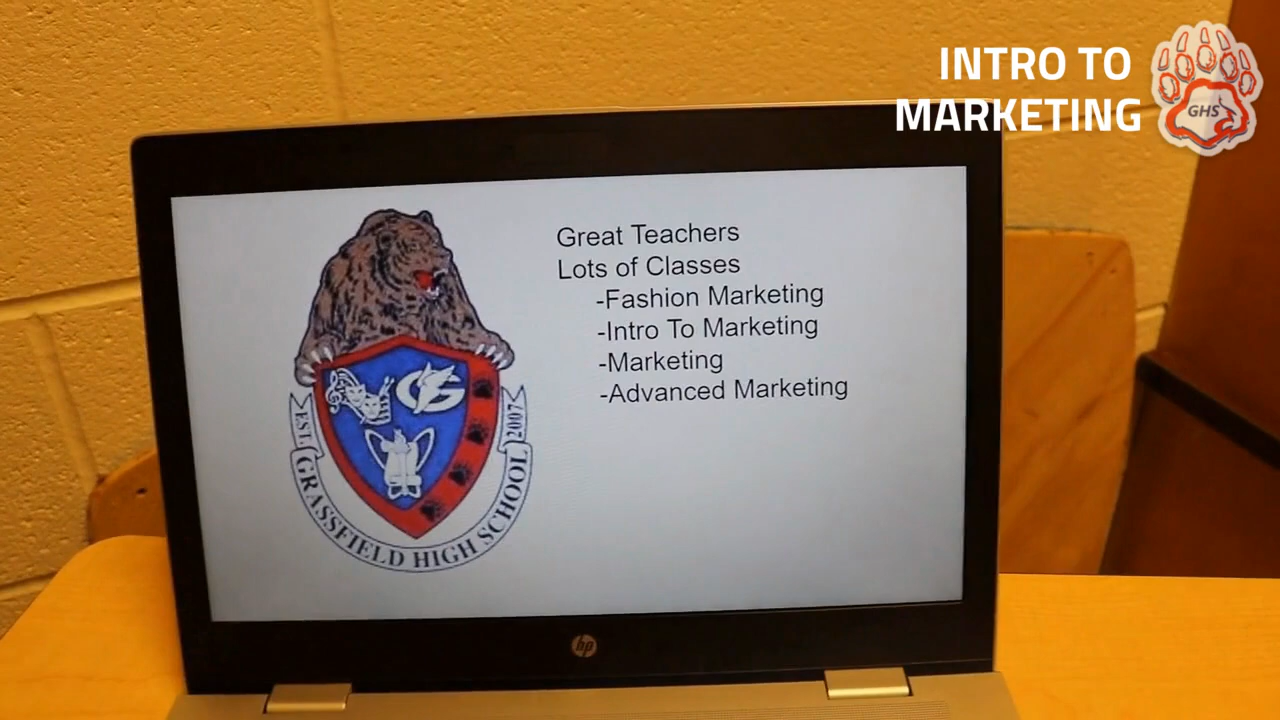 INTRO TO
MARKETING
GHS
Great Teachers
Lots of Classes
-Fashion Marketing
-Intro To Marketing
-Marketing
-Advanced Marketing
G
EST. 2007
GRASSFIELD HIGH SCHOOL
hp